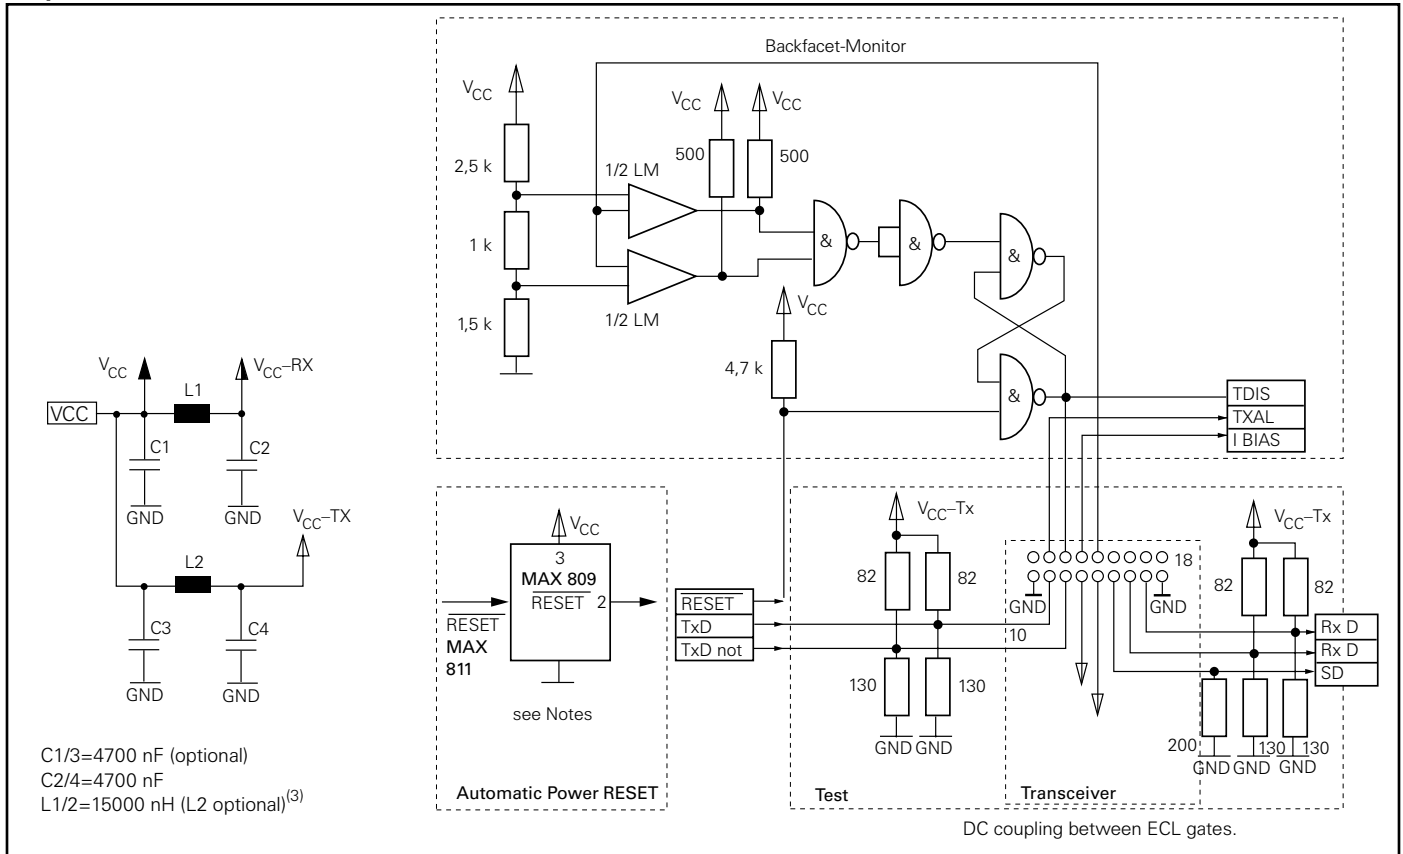 Backfacet-Monitor
VCC
VCC
VCC
2,5 k
1/2 LM
500
500
1 k
&
&
&
1,5 k
1/2 LM
VCC
4,7 k
&
TDIS
TXAL
I BIAS
VCC
VCC–RX
L1
VCC
C1
C2
GND
GND
VCC–TX
L2
C3
C4
GND
GND
C1/3=4700 nF (optional)
C2/4=4700 nF
L1/2=15000 nH (L2 optional)(3)
VCC
3
MAX 809
RESET 2
RESET
MAX
811
see Notes
Automatic Power RESET
RESET
TxD
TxD not
VCC–Tx
82
82
130
130
GND
GND
Test
18
GND
GND
10
Transceiver
VCC–Tx
82
82
Rx D
Rx D
SD
200
130
130
GND
GND
GND
DC coupling between ECL gates.